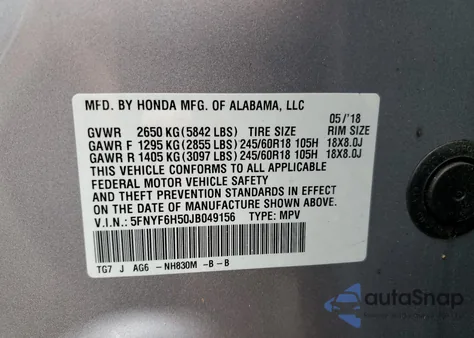 MFD. BY HONDA MFG. OF ALABAMA, LLC
05/'18
GVWR 2650 KG (5842 LBS) TIRE SIZE RIM SIZE
GAWR F 1295 KG (2855 LBS) 245/60R18 105H 18X8.0J
GAWR R 1405 KG (3097 LBS) 245/60R18 105H 18X8.0J
THIS VEHICLE CONFORMS TO ALL APPLICABLE
FEDERAL MOTOR VEHICLE SAFETY
AND THEFT PREVENTION STANDARDS IN EFFECT
ON THE DATE OF MANUFACTURE SHOWN ABOVE.
V.I.N.: 5FNYF6H50JB049156 TYPE: MPV
TG7 J AG6 -NH830M -B -B
autoSnap